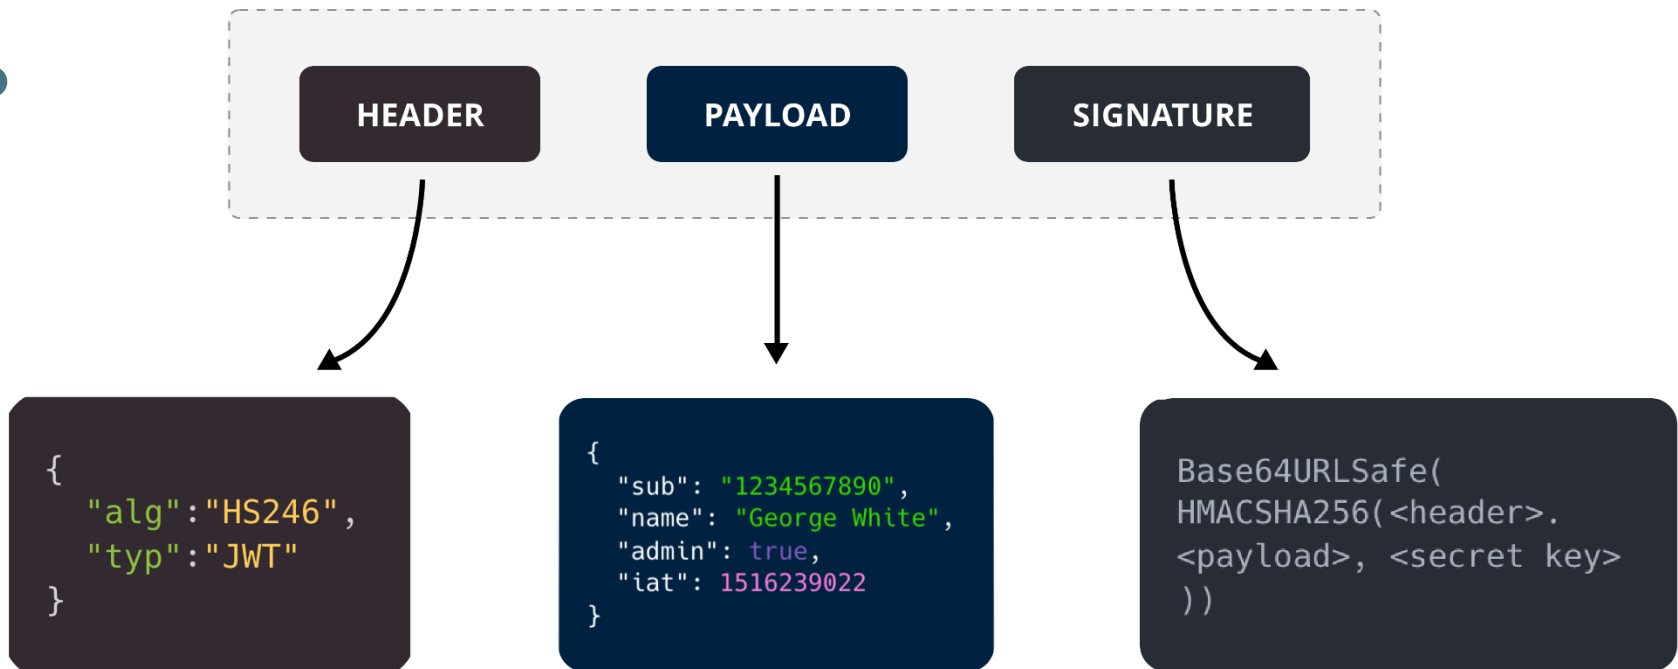 HEADER
PAYLOAD
SIGNATURE
{
"alg":"HS246",
"typ":"JWT"
}
{
"sub": "1234567890",
"name": "George White",
"admin": true,
"iat": 1516239022
}
Base64URLSafe(
HMACSHA256(<header>.
<payload>, <secret key>
))